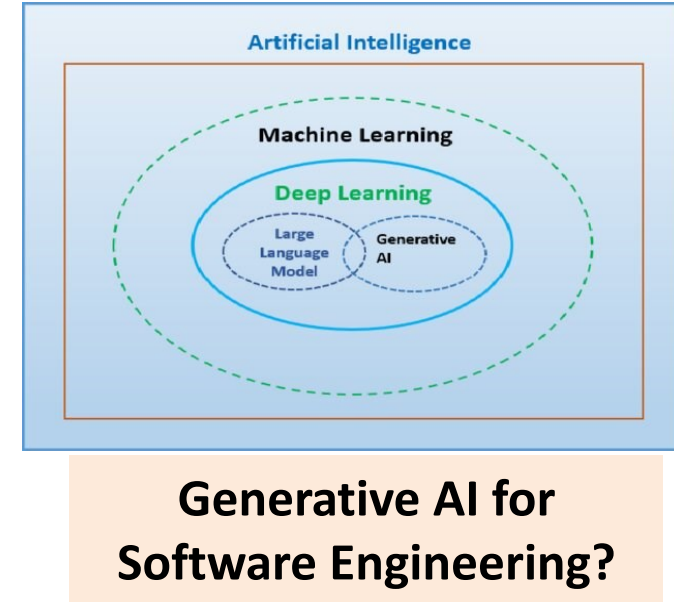 Artificial Intelligence
Machine Learning
Deep Learning
Large
Language
Model
Generative
AI
Generative AI for
Software Engineering?